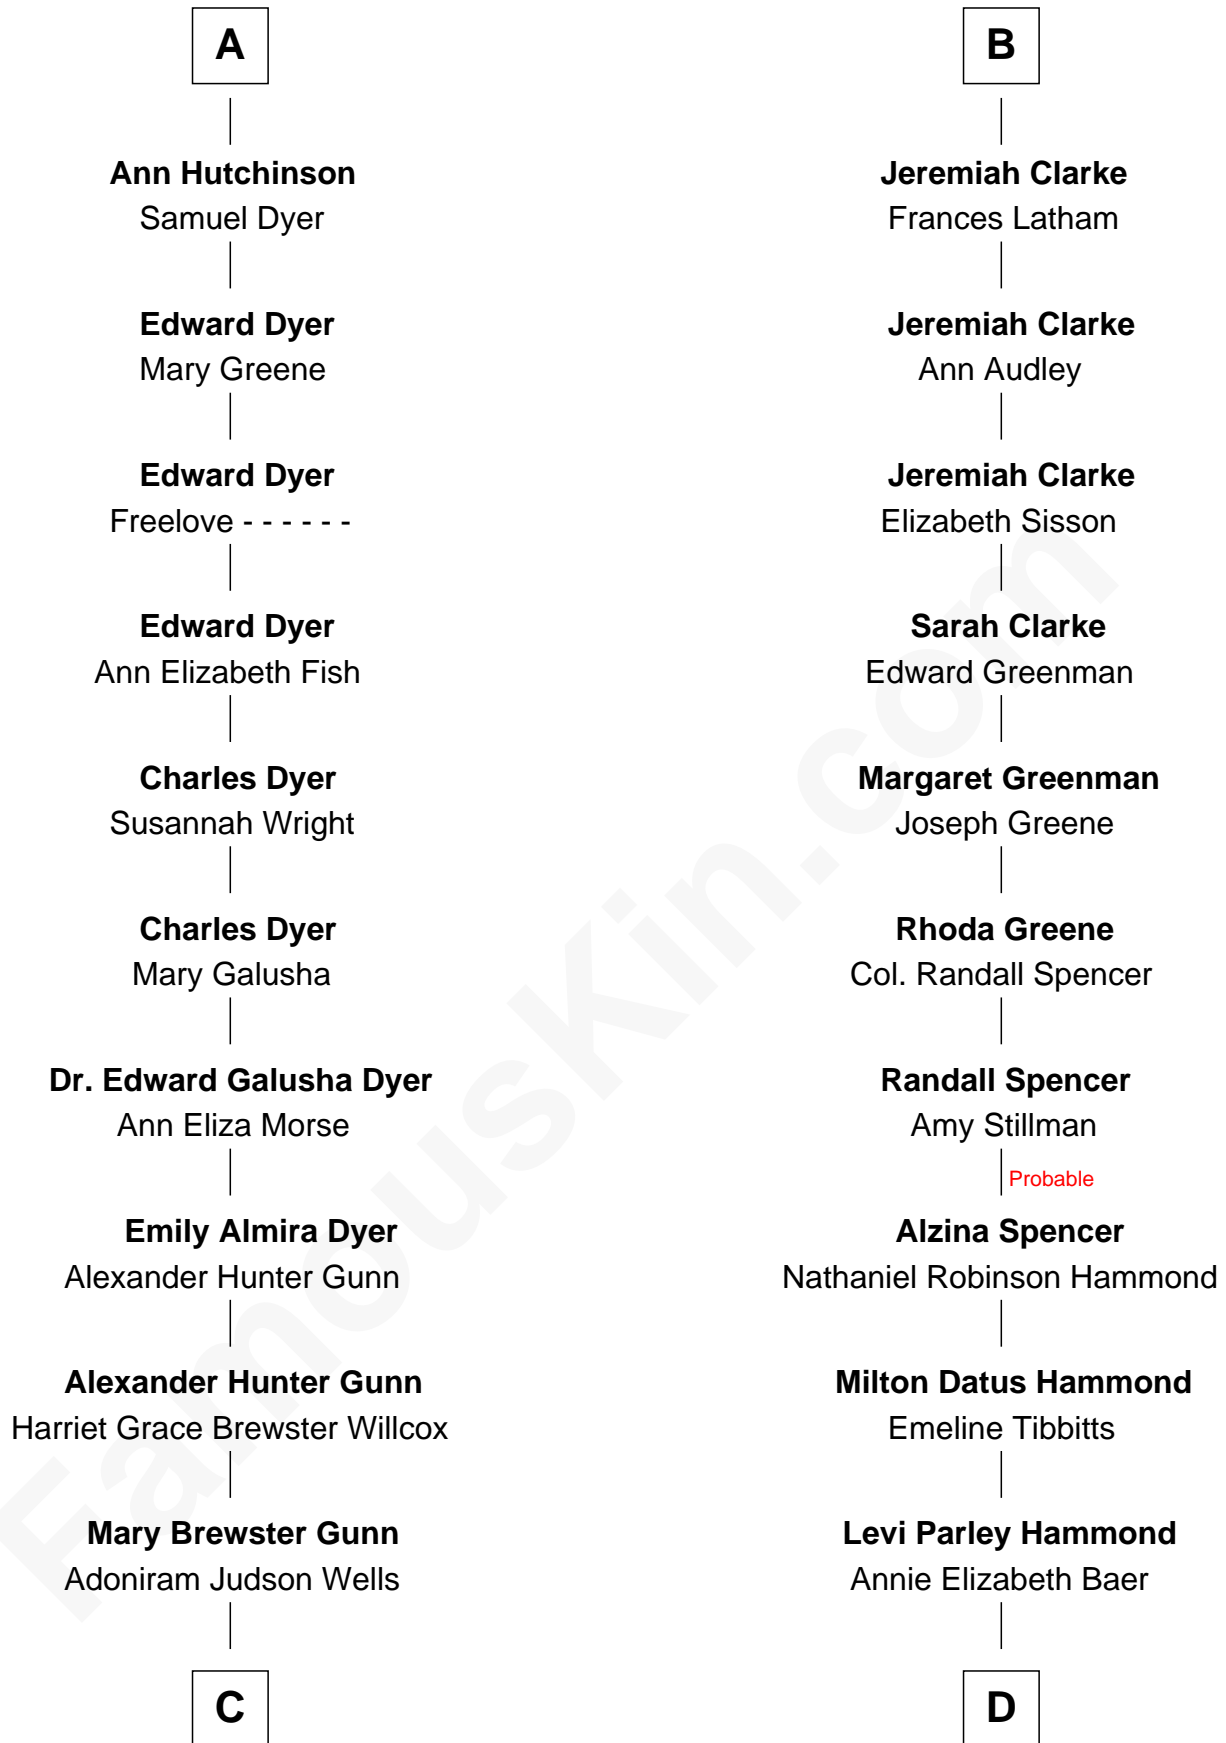 A
Ann Hutchinson
Samuel Dyer
Edward Dyer
Mary Greene
Edward Dyer
Freelove - - - - - -
Edward Dyer
Ann Elizabeth Fish
Charles Dyer
Susannah Wright
Charles Dyer
Mary Galusha
Dr. Edward Galusha Dyer
Ann Eliza Morse
Emily Almira Dyer
Alexander Hunter Gunn
Alexander Hunter Gunn
Harriet Grace Brewster Willcox
Mary Brewster Gunn
Adoniram Judson Wells
C
B
Jeremiah Clarke
Frances Latham
Jeremiah Clarke
Ann Audley
Jeremiah Clarke
Elizabeth Sisson
Sarah Clarke
Edward Greenman
Margaret Greenman
Joseph Greene
Rhoda Greene
Col. Randall Spencer
Randall Spencer
Amy Stillman
Probable
Alzina Spencer
Nathaniel Robinson Hammond
Milton Datus Hammond
Emeline Tibbitts
Levi Parley Hammond
Annie Elizabeth Baer
D
FamousKin.com